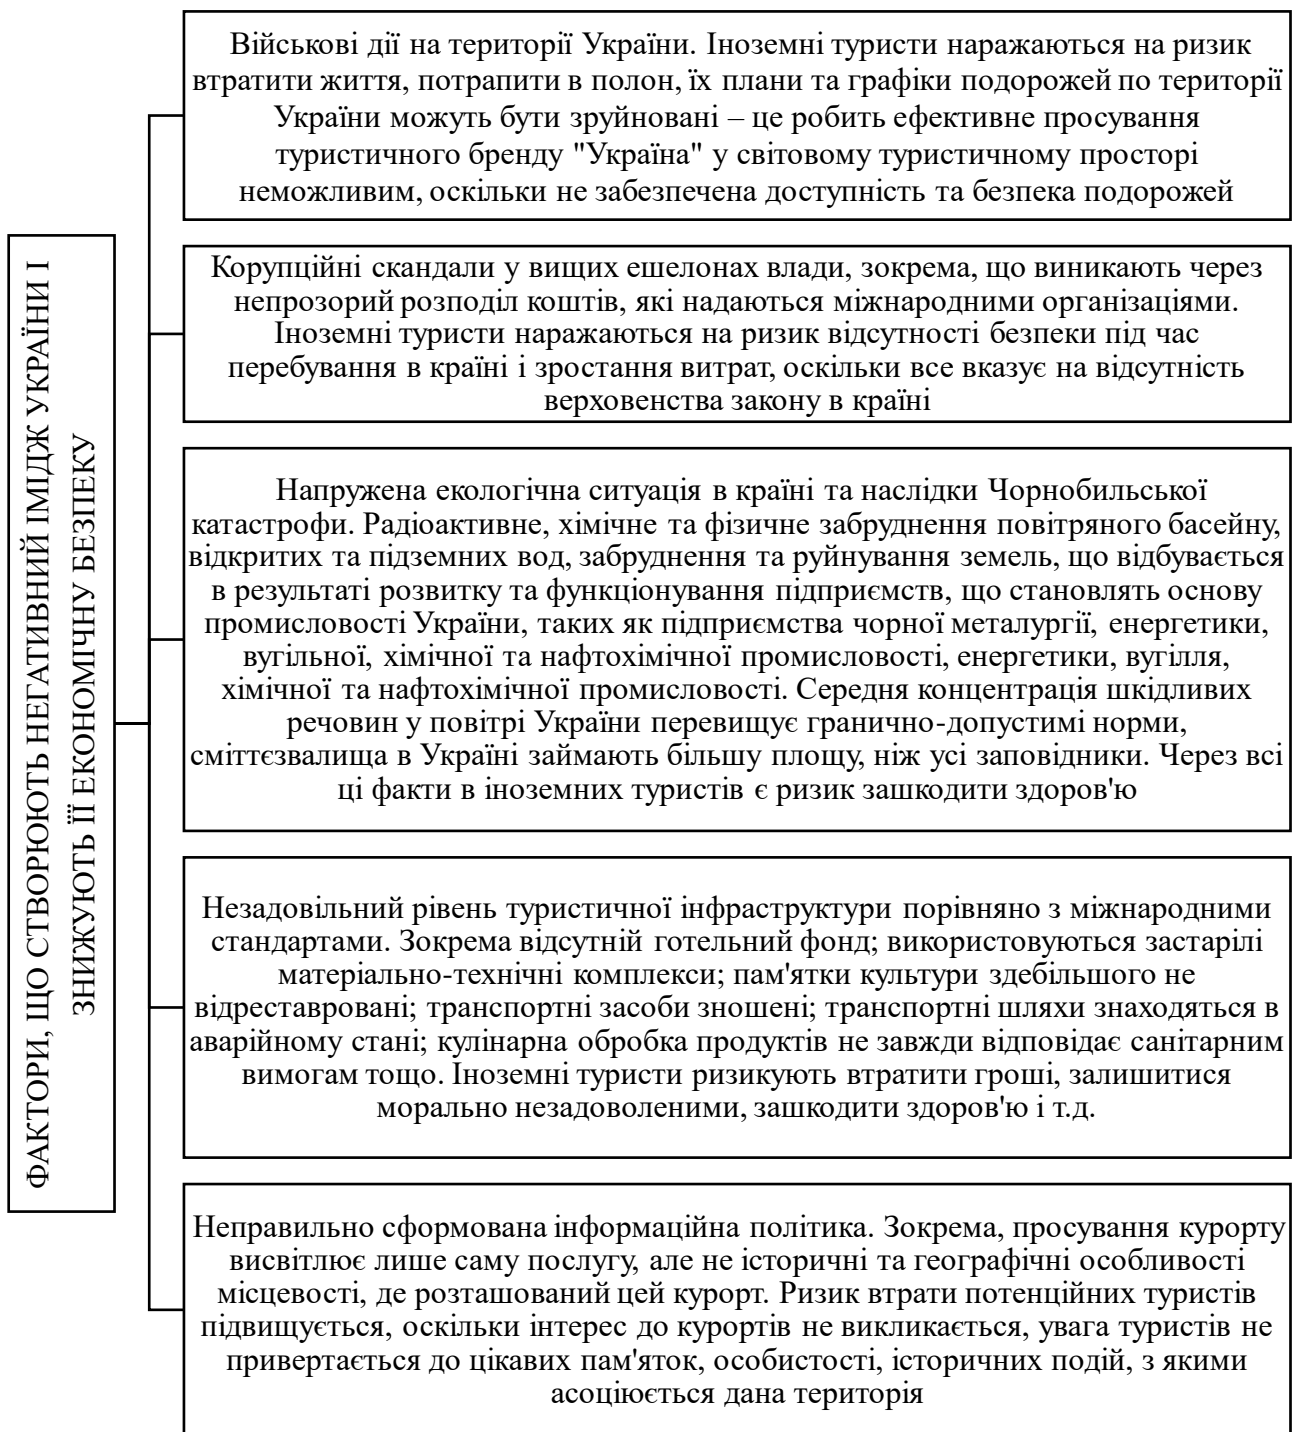 ФАКТОРИ, ЩО СТВОРЮЮТЬ НЕГАТИВНИЙ ІМІДЖ УКРАЇНИ І
ЗНИЖУЮТЬ ЇЇ ЕКОНОМІЧНУ БЕЗПЕКУ
Військові дії на території України. Іноземні туристи наражаються на ризик
втратити життя, потрапити в полон, їх плани та графіки подорожей по території
України можуть бути зруйновані – це робить ефективне просування
туристичного бренду "Україна" у світовому туристичному просторі
неможливим, оскільки не забезпечена доступність та безпека подорожей
Корупційні скандали у вищих ешелонах влади, зокрема, що виникають через
непрозорий розподіл коштів, які надаються міжнародними організаціями.
Іноземні туристи наражаються на ризик відсутності безпеки під час
перебування в країні і зростання витрат, оскільки все вказує на відсутність
верховенства закону в країні
Напружена екологічна ситуація в країні та наслідки Чорнобильської
катастрофи. Радіоактивне, хімічне та фізичне забруднення повітряного басейну,
відкритих та підземних вод, забруднення та руйнування земель, що відбувається
в результаті розвитку та функціонування підприємств, що становлять основу
промисловості України, таких як підприємства чорної металургії, енергетики,
вугільної, хімічної та нафтохімічної промисловості, енергетики, вугілля,
хімічної та нафтохімічної промисловості. Середня концентрація шкідливих
речовин у повітрі України перевищує гранично-допустимі норми,
сміттєзвалища в Україні займають більшу площу, ніж усі заповідники. Через всі
ці факти в іноземних туристів є ризик зашкодити здоров'ю
Незадовільний рівень туристичної інфраструктури порівняно з міжнародними
стандартами. Зокрема відсутній готельний фонд; використовуються застарілі
матеріально-технічні комплекси; пам'ятки культури здебільшого не
відреставровані; транспортні засоби зношені; транспортні шляхи знаходяться в
аварійному стані; кулінарна обробка продуктів не завжди відповідає санітарним
вимогам тощо. Іноземні туристи ризикують втратити гроші, залишитися
морально незадоволеними, зашкодити здоров'ю і т.д.
Неправильно сформована інформаційна політика. Зокрема, просування курорту
висвітлює лише саму послугу, але не історичні та географічні особливості
місцевості, де розташований цей курорт. Ризик втрати потенційних туристів
підвищується, оскільки інтерес до курортів не викликається, увага туристів не
привертається до цікавих пам'яток, особистості, історичних подій, з якими
асоціюється дана територія